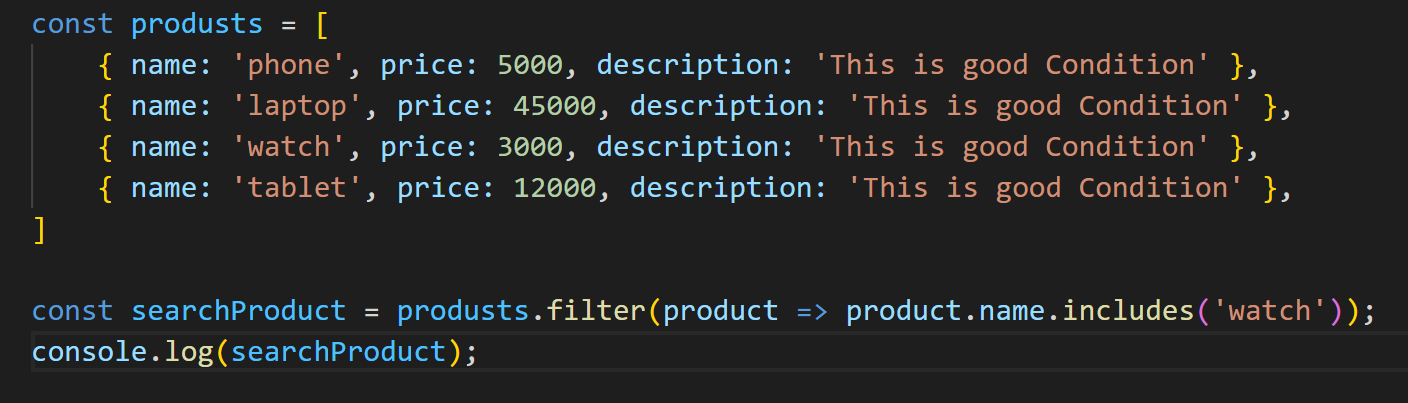 const produsts = [
    { name: 'phone', price: 5000, description: 'This is good Condition' },
    { name: 'laptop', price: 45000, description: 'This is good Condition' },
    { name: 'watch', price: 3000, description: 'This is good Condition' },
    { name: 'tablet', price: 12000, description: 'This is good Condition' },
]
const searchProduct = produsts.filter(product => product.name.includes('watch'));
console.log(searchProduct);